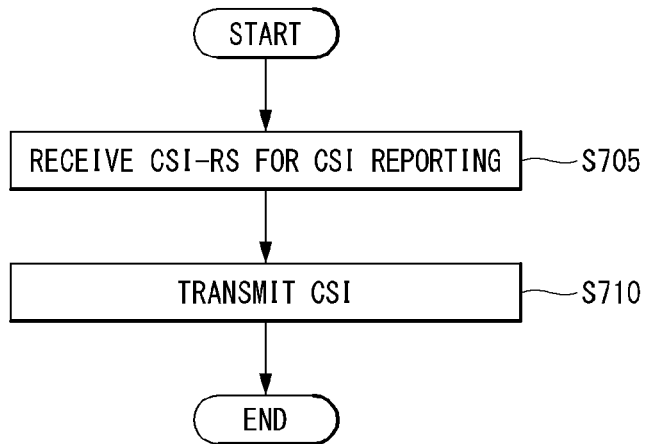 START
RECEIVE CSI-RS FOR CSI REPORTING
S705
TRANSMIT CSI
S710
END